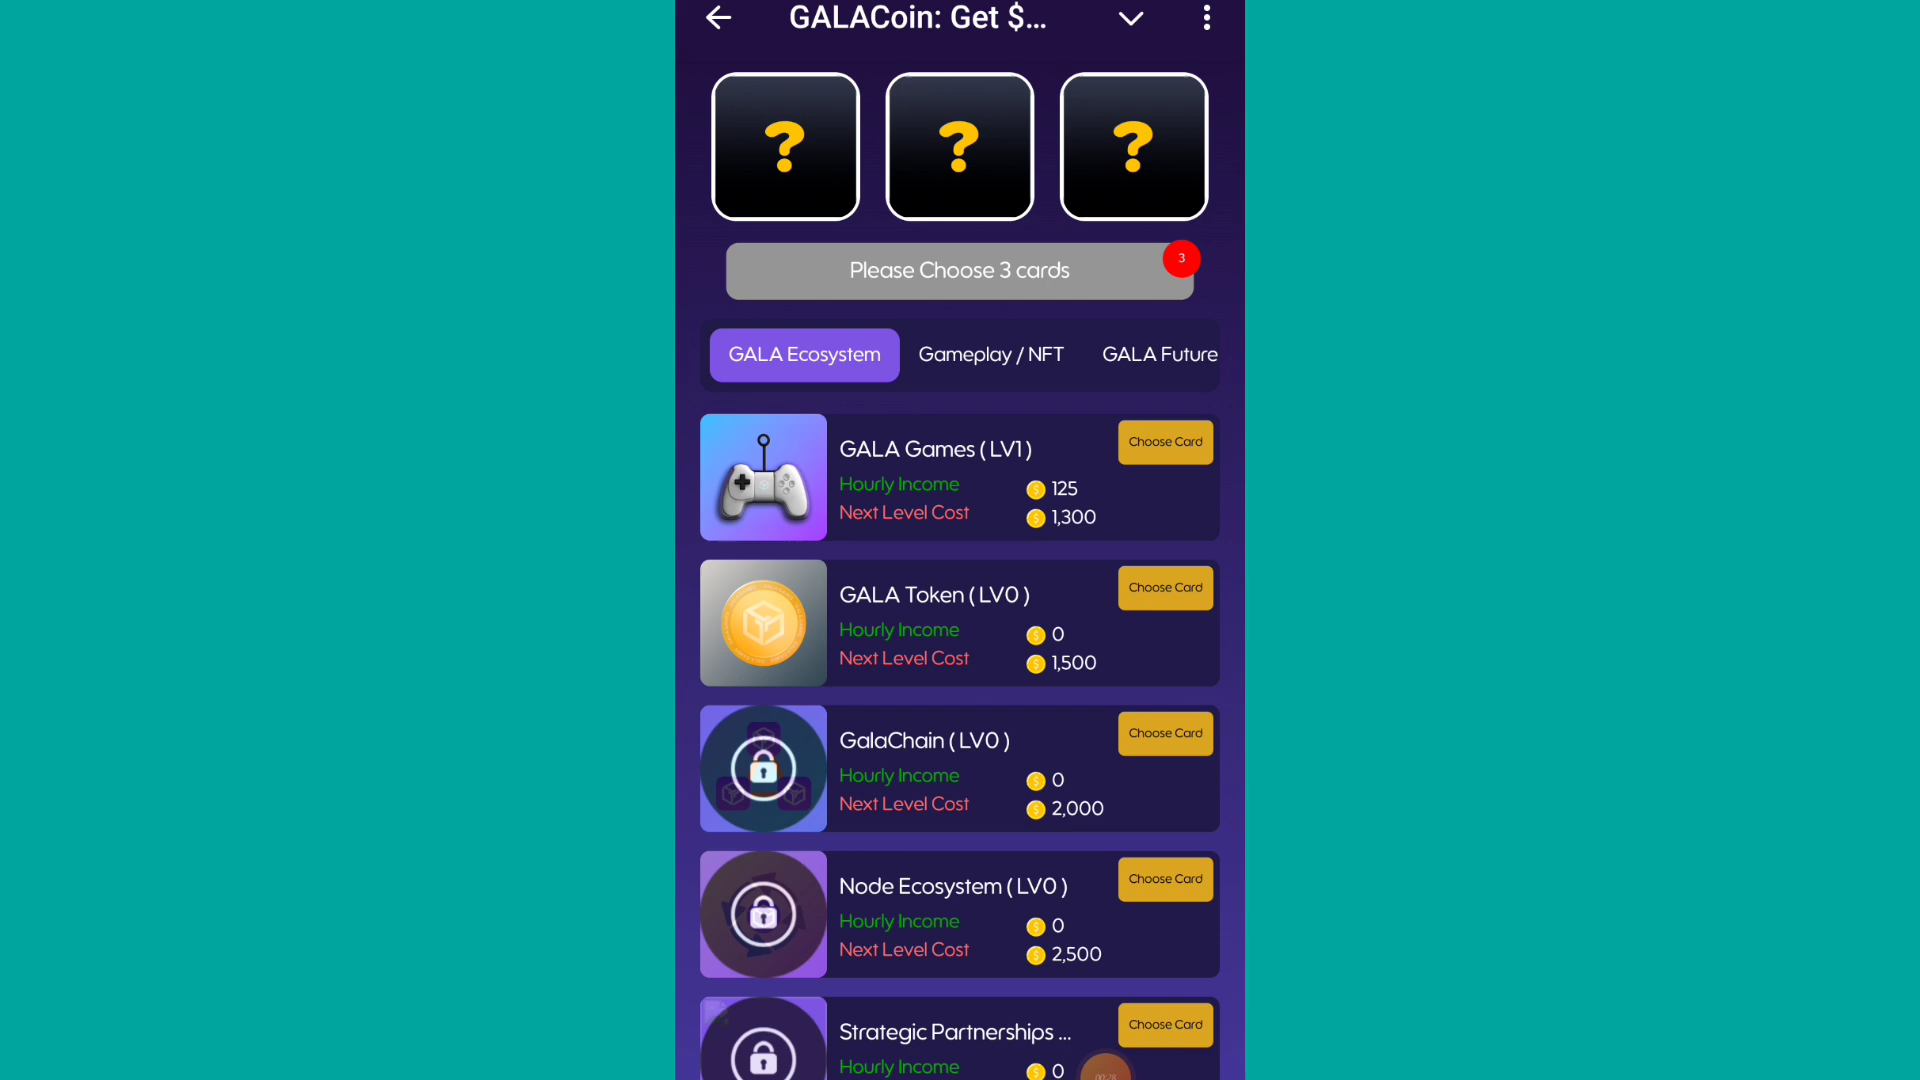 GALACoin: Get $...
? ? ?
Please Choose 3 cards
3
GALA Ecosystem Gameplay / NFT GALA Future
GALA Games ( LV1 )
Choose Card
Hourly Income 125
Next Level Cost 1,300
GALA Token ( LV0 )
Choose Card
Hourly Income 0
Next Level Cost 1,500
GalaChain ( LV0 )
Choose Card
Hourly Income 0
Next Level Cost 2,000
Node Ecosystem ( LV0 )
Choose Card
Hourly Income 0
Next Level Cost 2,500
Strategic Partnerships ...
Choose Card
Hourly Income 0
00:28